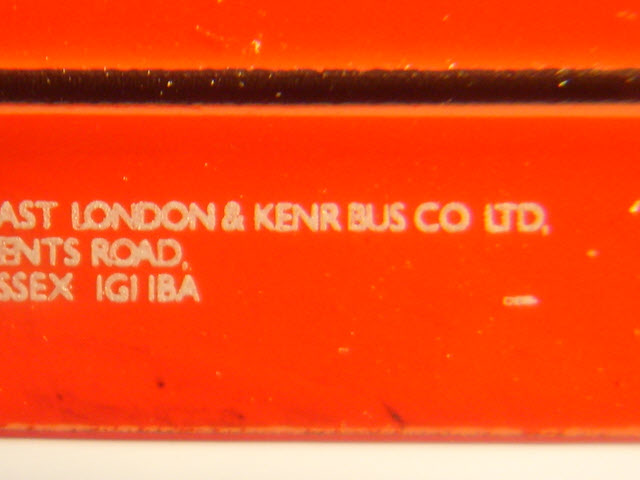 AST LONDON & KENR BUS CO LTD,
ENTS ROAD,
SSEX IG1 1BA